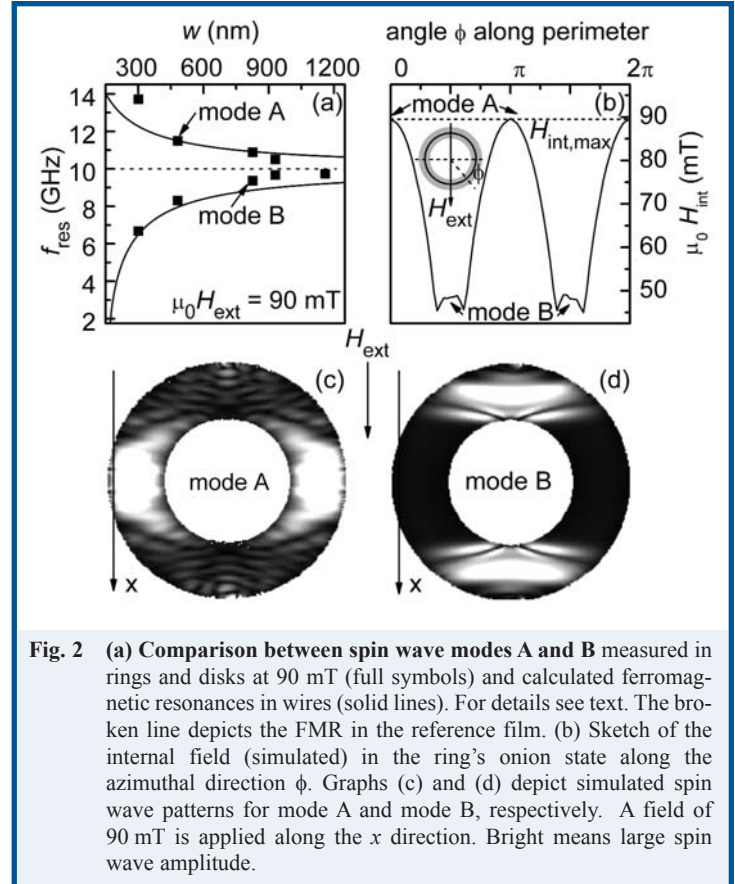 w (nm)
angle ϕ along perimeter
300 600 900 1200
0 π 2π
14
12
10
8
6
4
2
f_res (GHz)
mode A
(a)
mode B
μ₀H_ext = 90 mT
mode A
(b)
H_int,max
ϕ
H_ext
mode B
90
80
70
60
50
μ₀ H_int (mT)
H_ext
(c)
(d)
mode A
mode B
x
x
Fig. 2 (a) Comparison between spin wave modes A and B measured in
rings and disks at 90 mT (full symbols) and calculated ferromag-
netic resonances in wires (solid lines). For details see text. The bro-
ken line depicts the FMR in the reference film. (b) Sketch of the
internal field (simulated) in the ring's onion state along the
azimuthal direction ϕ. Graphs (c) and (d) depict simulated spin
wave patterns for mode A and mode B, respectively. A field of
90 mT is applied along the x direction. Bright means large spin
wave amplitude.